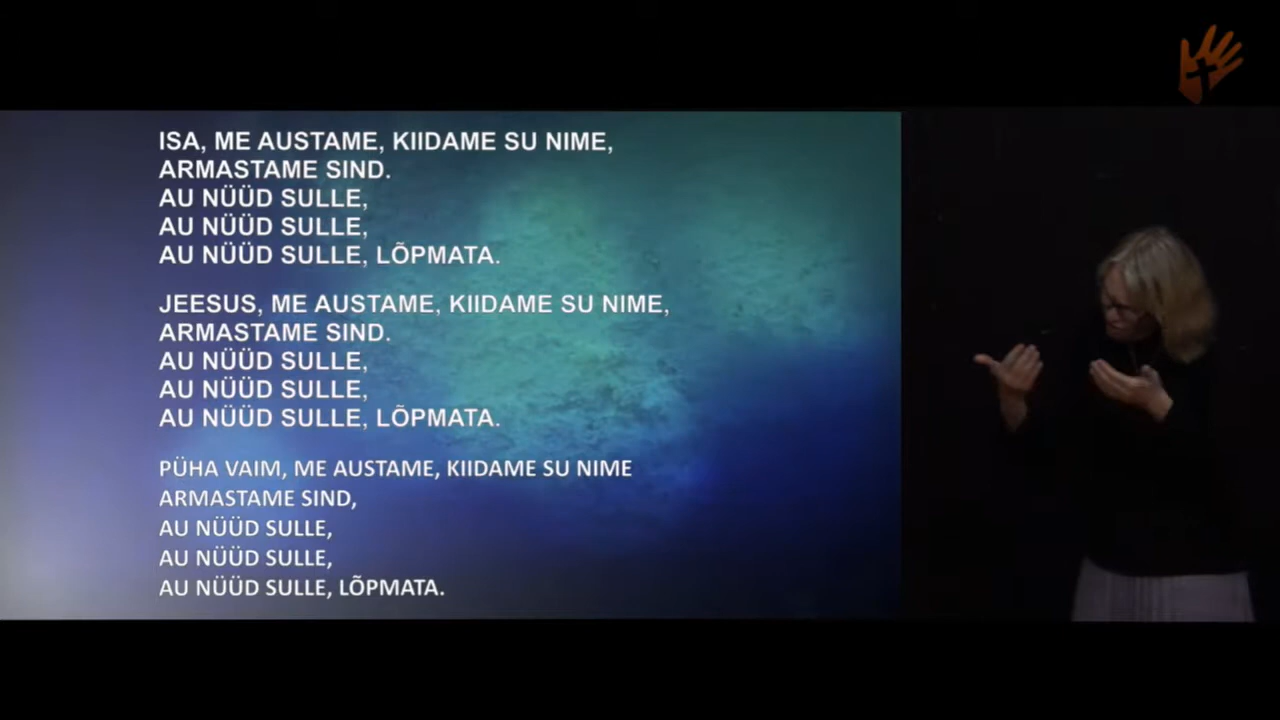 ISA, ME AUSTAME, KIIDAME SU NIME,
ARMASTAME SIND.
AU NÜÜD SULLE,
AU NÜÜD SULLE,
AU NÜÜD SULLE, LÕPMATA.
JEESUS, ME AUSTAME, KIIDAME SU NIME,
ARMASTAME SIND.
AU NÜÜD SULLE,
AU NÜÜD SULLE,
AU NÜÜD SULLE, LÕPMATA.
PÜHA VAIM, ME AUSTAME, KIIDAME SU NIME
ARMASTAME SIND,
AU NÜÜD SULLE,
AU NÜÜD SULLE,
AU NÜÜD SULLE, LÕPMATA.